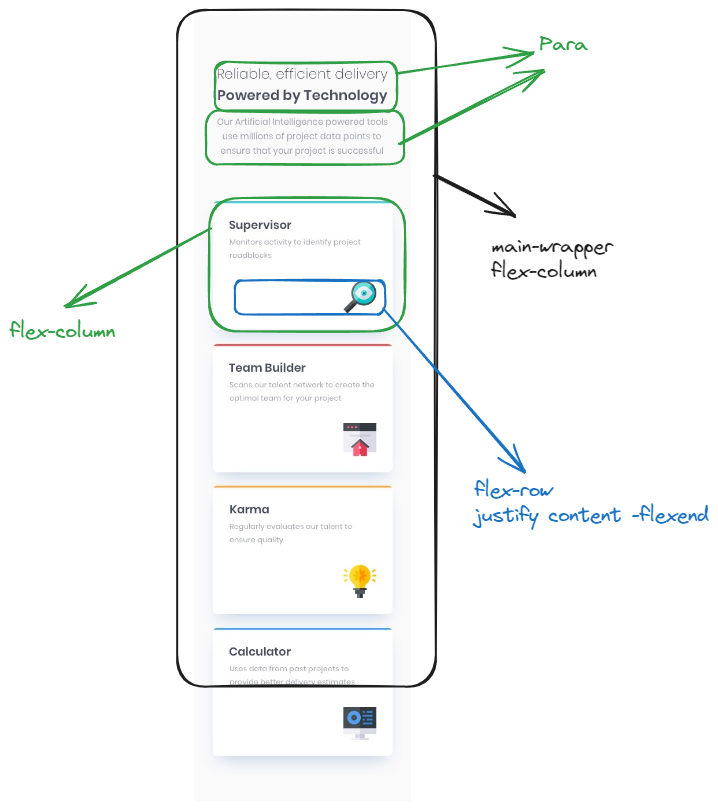 Para
Reliable, efficient delivery
Powered by Technology
Our Artificial Intelligence powered tools
use millions of project data points to
ensure that your project is successful
main-wrapper
flex-column
Supervisor
Monitors activity to identify project
roadblocks
flex-column
Team Builder
Scans our talent network to create the
optimal team for your project
flex-row
justify content -flexend
Karma
Regularly evaluates our talent to
ensure quality
Calculator
Uses data from past projects to
provide better delivery estimates